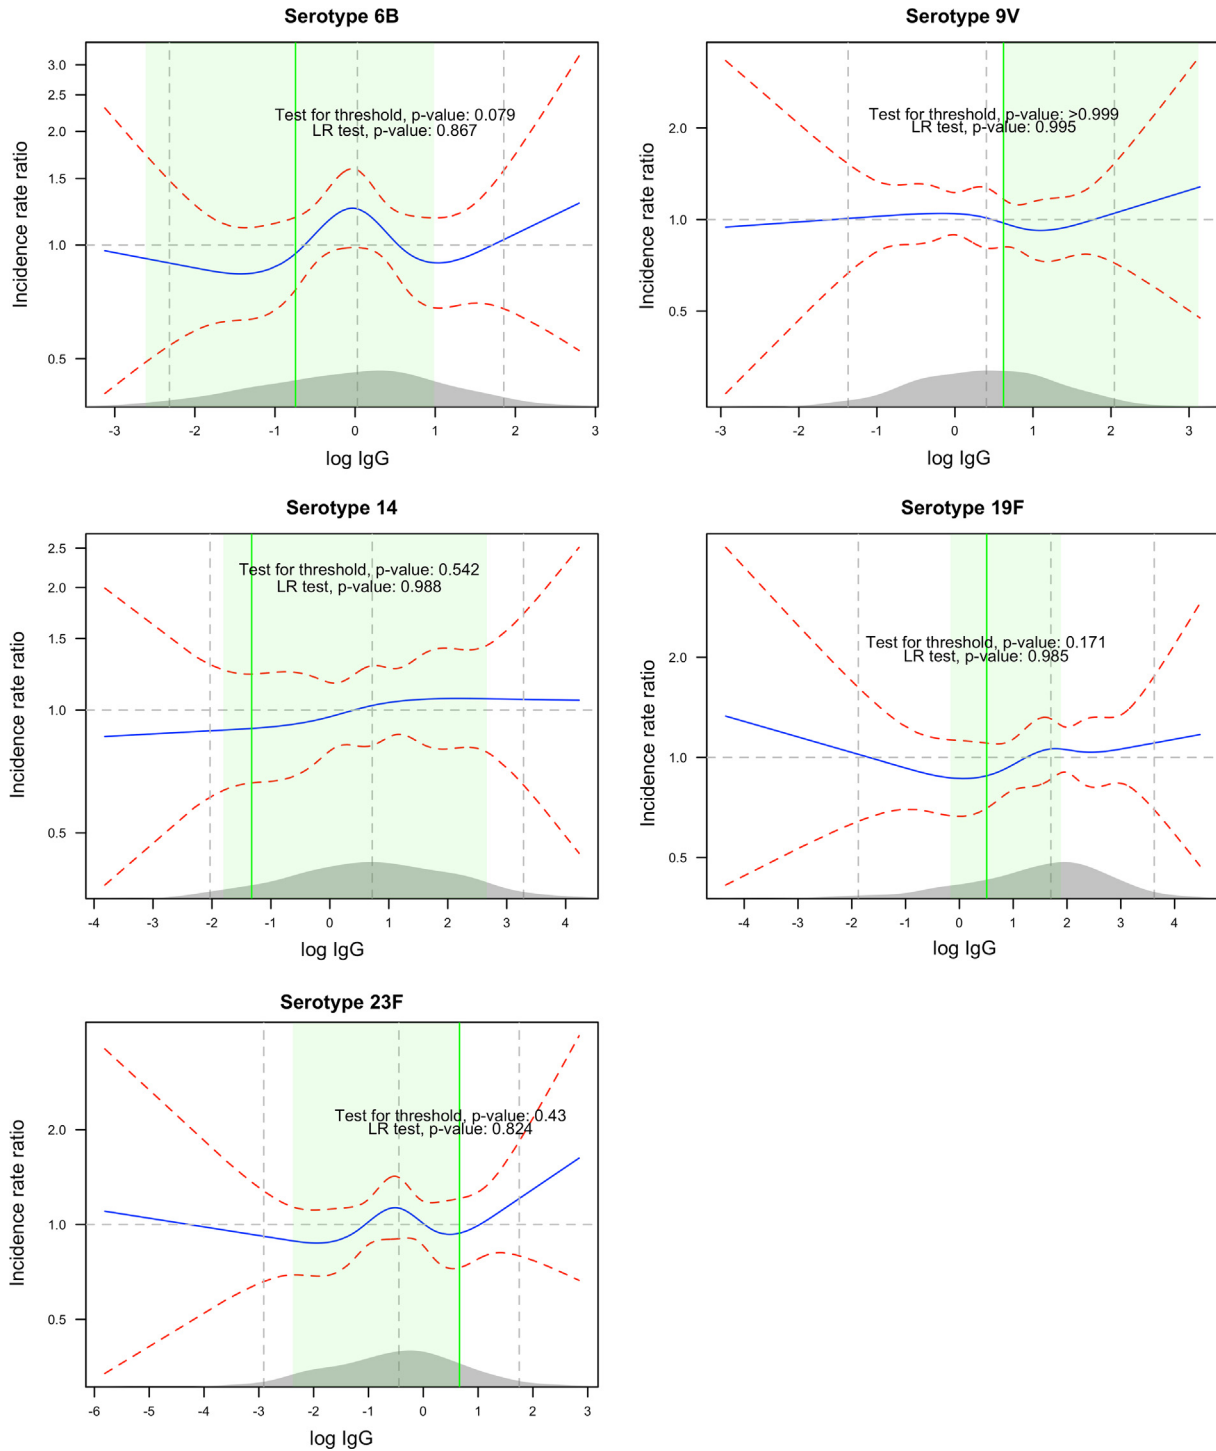 Serotype 6B
Incidence rate ratio
3.0
2.5
2.0
1.5
1.0
0.5
Test for threshold, p-value: 0.079
LR test, p-value: 0.867
-3 -2 -1 0 1 2 3
log IgG
Serotype 9V
Incidence rate ratio
2.0
1.0
0.5
Test for threshold, p-value: >0.999
LR test, p-value: 0.995
-3 -2 -1 0 1 2 3
log IgG
Serotype 14
Incidence rate ratio
2.5
2.0
1.5
1.0
0.5
Test for threshold, p-value: 0.542
LR test, p-value: 0.988
-4 -3 -2 -1 0 1 2 3 4
log IgG
Serotype 19F
Incidence rate ratio
2.0
1.0
0.5
Test for threshold, p-value: 0.171
LR test, p-value: 0.985
-4 -3 -2 -1 0 1 2 3 4
log IgG
Serotype 23F
Incidence rate ratio
2.0
1.0
0.5
Test for threshold, p-value: 0.43
LR test, p-value: 0.824
-6 -5 -4 -3 -2 -1 0 1 2 3
log IgG